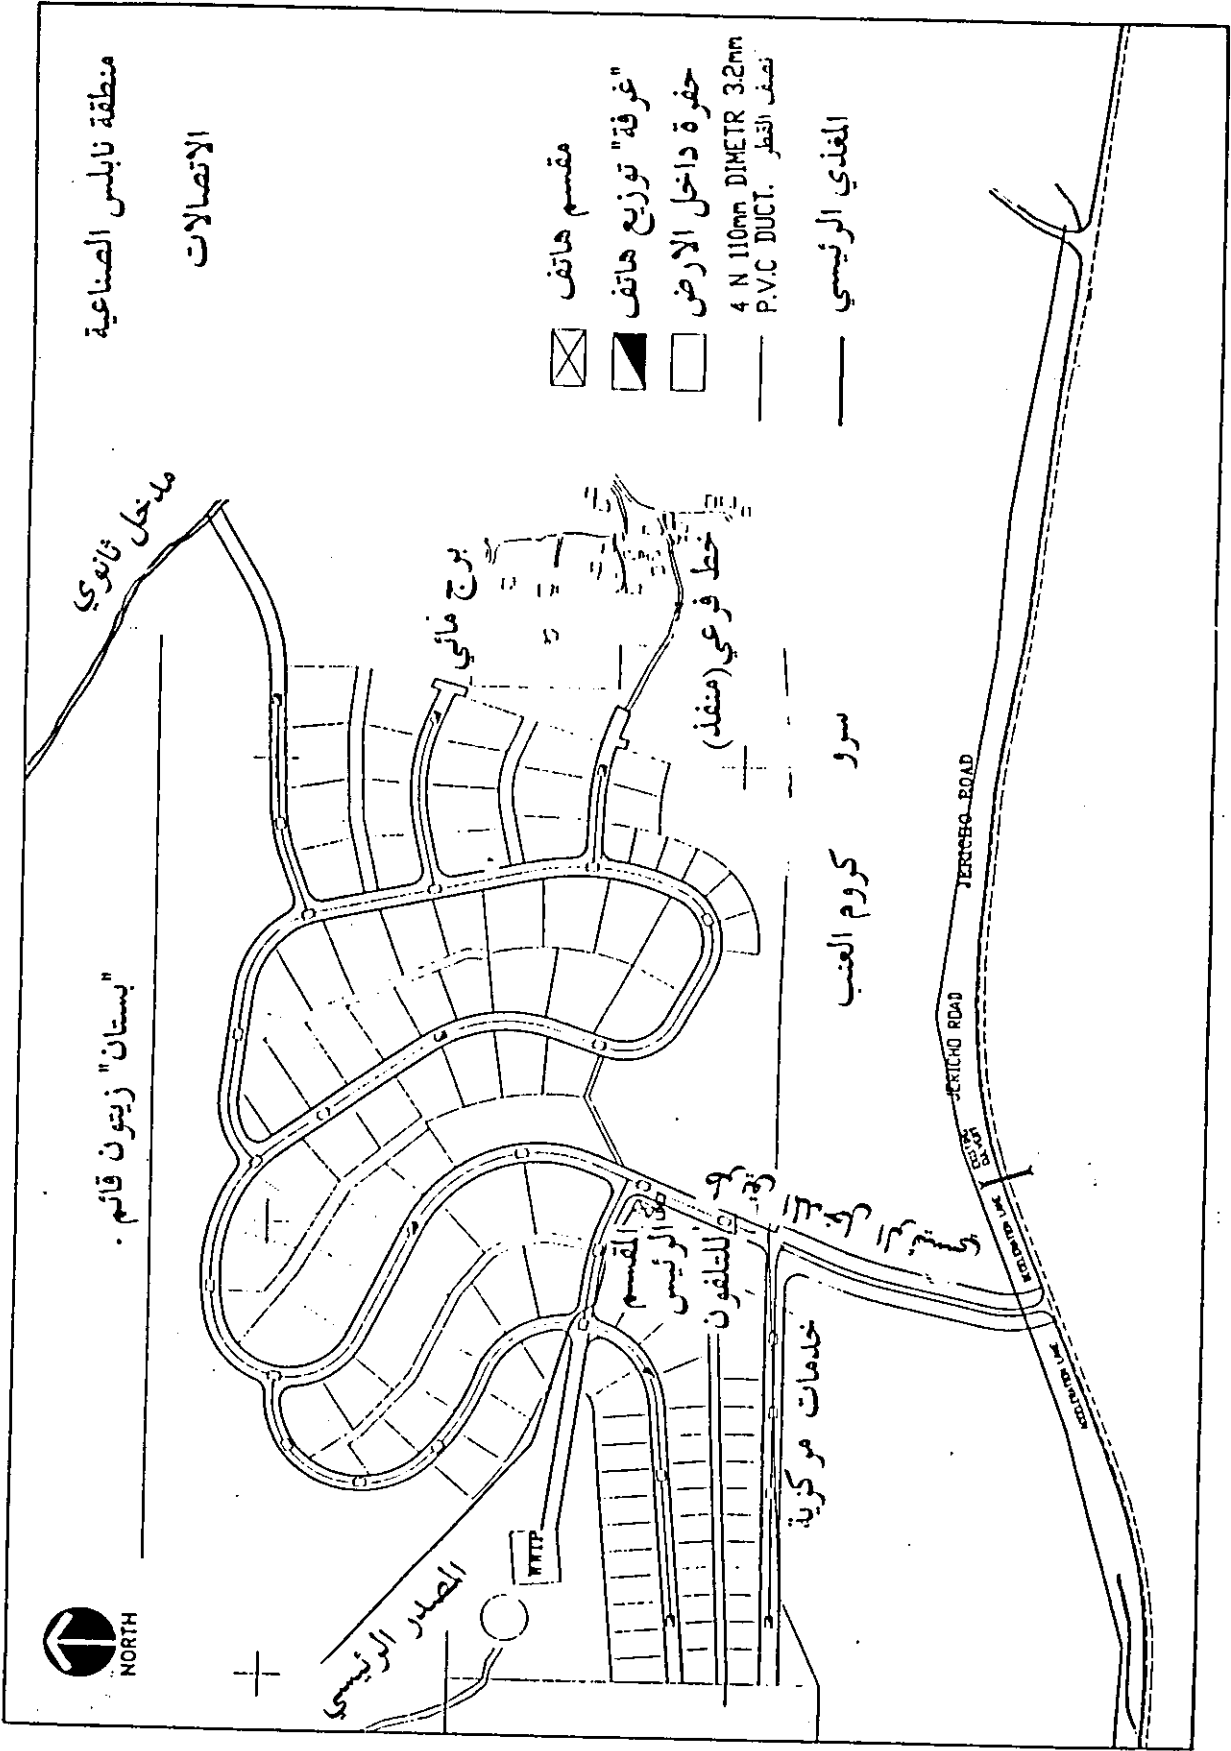 منطقة نابلس الصناعية
الاتصالات
مقسم هاتف
"غرفة" توزيع هاتف
حفرة داخل الارض
4 N 110mm DIMETR 3.2mm
P.V.C DUCT. نصف القطر
المغذي الرئيسي
مدخل ثانوي
برج مائي
خط فرعي (منفذ)
سرو
كروم العنب
"بستان" زيتون قائم.
JERICHO ROAD
JERICHO ROAD
المقسم
الرئيسي
للتلفون
خدمات مركزية
المصدر الرئيسي
WWTP
NORTH